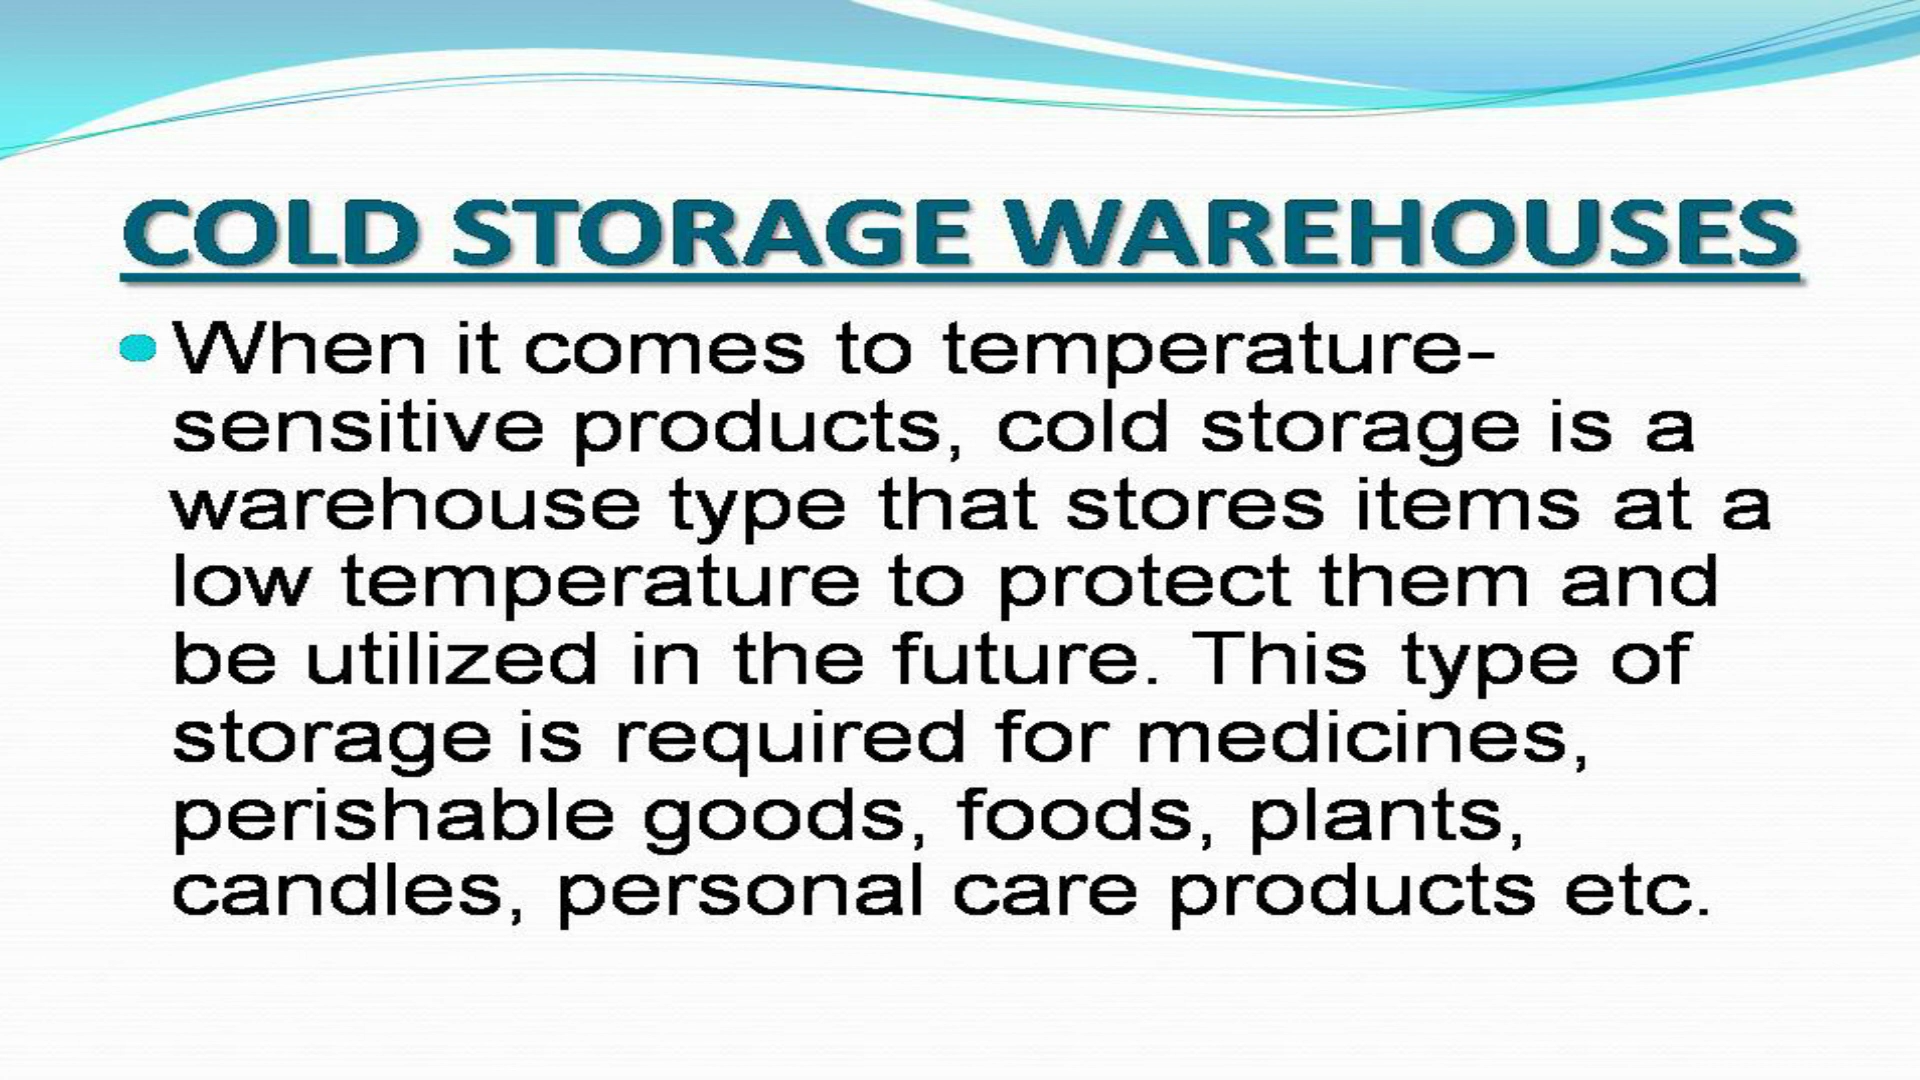 COLD STORAGE WAREHOUSES
• When it comes to temperature-
sensitive products, cold storage is a
warehouse type that stores items at a
low temperature to protect them and
be utilized in the future. This type of
storage is required for medicines,
perishable goods, foods, plants,
candles, personal care products etc.